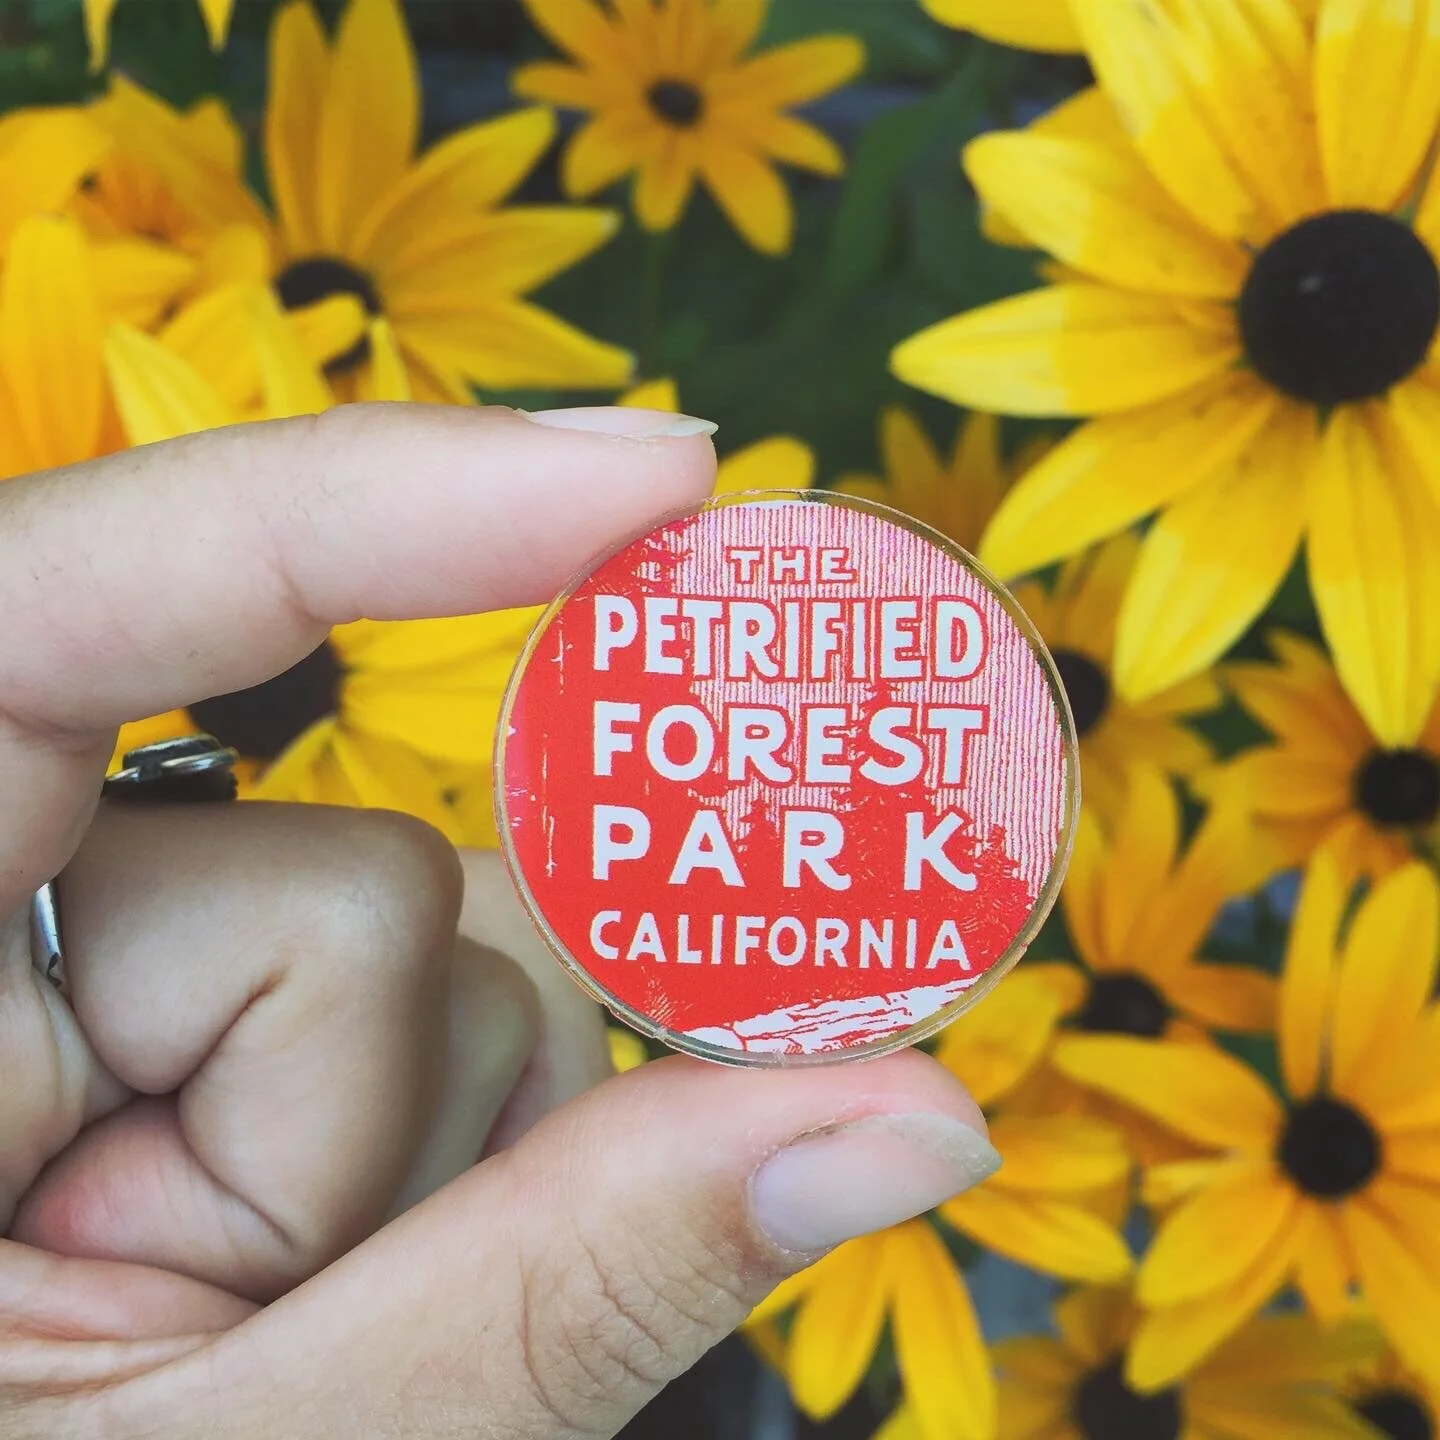 THE
PETRIFIED
FOREST
PARK
CALIFORNIA